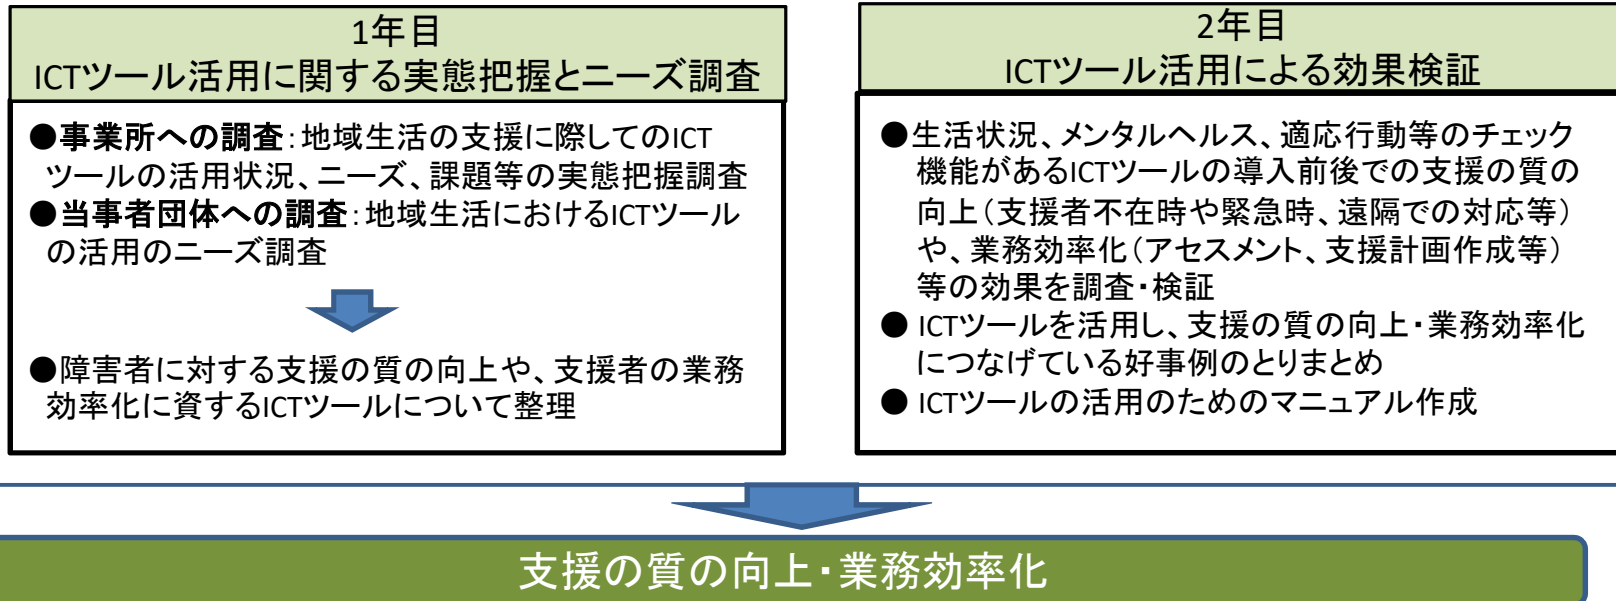 1年目
ICTツール活用に関する実態把握とニーズ調査
●事業所への調査：地域生活の支援に際してのICT
ツールの活用状況、ニーズ、課題等の実態把握調査
●当事者団体への調査：地域生活におけるICTツール
の活用のニーズ調査
●障害者に対する支援の質の向上や、支援者の業務
効率化に資するICTツールについて整理
2年目
ICTツール活用による効果検証
●生活状況、メンタルヘルス、適応行動等のチェック
機能があるICTツールの導入前後での支援の質の
向上（支援者不在時や緊急時、遠隔での対応等）
や、業務効率化（アセスメント、支援計画作成等）
等の効果を調査・検証
● ICTツールを活用し、支援の質の向上・業務効率化
につなげている好事例のとりまとめ
● ICTツールの活用のためのマニュアル作成
支援の質の向上・業務効率化